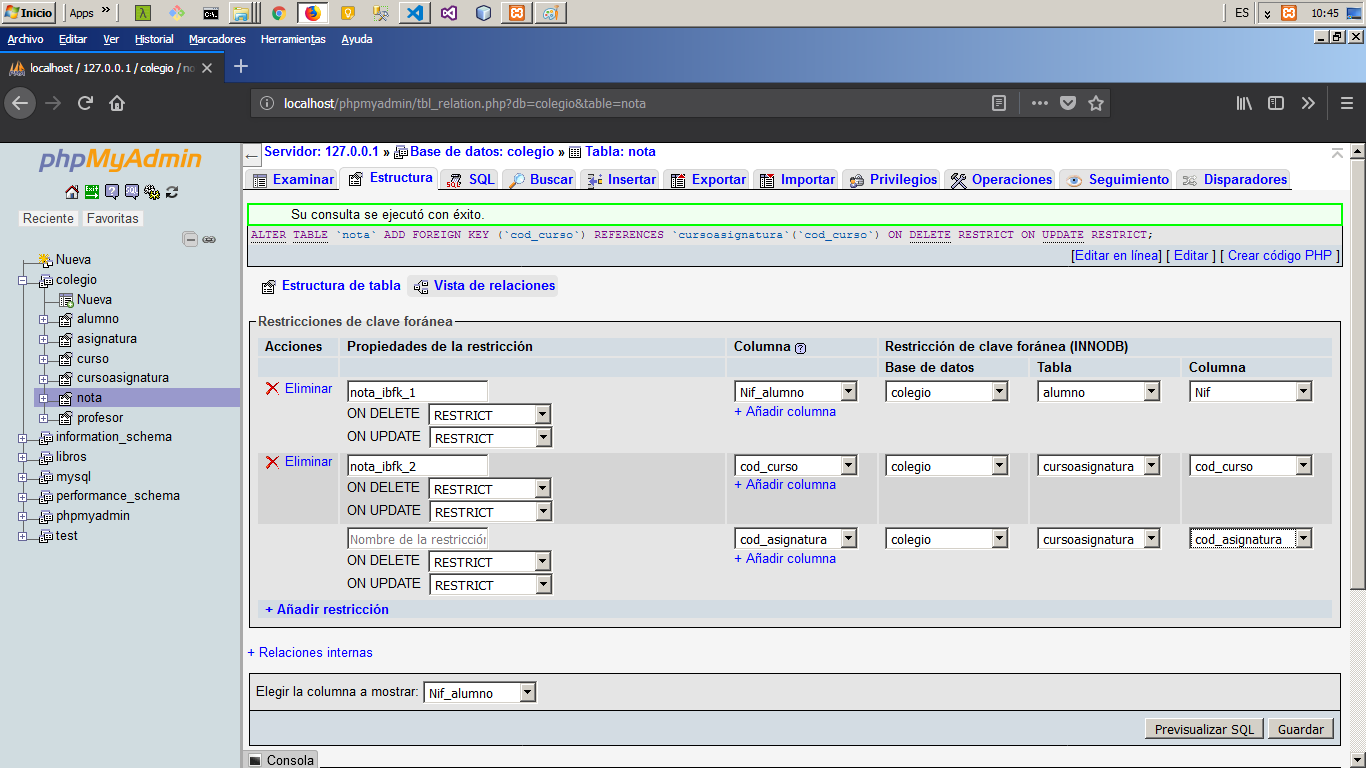 Inicio Apps » ES » 10:45
Archivo Editar Ver Historial Marcadores Herramientas Ayuda
localhost / 127.0.0.1 / colegio / no
localhost/phpmyadmin/tbl_relation.php?db=colegio&table=nota
phpMyAdmin
Reciente Favoritas
Nueva
colegio
Nueva
alumno
asignatura
curso
cursoasignatura
nota
profesor
information_schema
libros
mysql
performance_schema
phpmyadmin
test
Servidor: 127.0.0.1 » Base de datos: colegio » Tabla: nota
Examinar Estructura SQL Buscar Insertar Exportar Importar Privilegios Operaciones Seguimiento Disparadores
Su consulta se ejecutó con éxito.
ALTER TABLE `nota` ADD FOREIGN KEY (`cod_curso`) REFERENCES `cursoasignatura`(`cod_curso`) ON DELETE RESTRICT ON UPDATE RESTRICT;
[Editar en línea] [ Editar ] [ Crear código PHP ]
Estructura de tabla Vista de relaciones
Restricciones de clave foránea
Acciones Propiedades de la restricción Columna Restricción de clave foránea (INNODB)
Base de datos Tabla Columna
Eliminar nota_ibfk_1 Nif_alumno colegio alumno Nif
ON DELETE RESTRICT + Añadir columna
ON UPDATE RESTRICT
Eliminar nota_ibfk_2 cod_curso colegio cursoasignatura cod_curso
ON DELETE RESTRICT + Añadir columna
ON UPDATE RESTRICT
Nombre de la restricción cod_asignatura colegio cursoasignatura cod_asignatura
ON DELETE RESTRICT + Añadir columna
ON UPDATE RESTRICT
+ Añadir restricción
+ Relaciones internas
Elegir la columna a mostrar: Nif_alumno
Previsualizar SQL Guardar
Consola